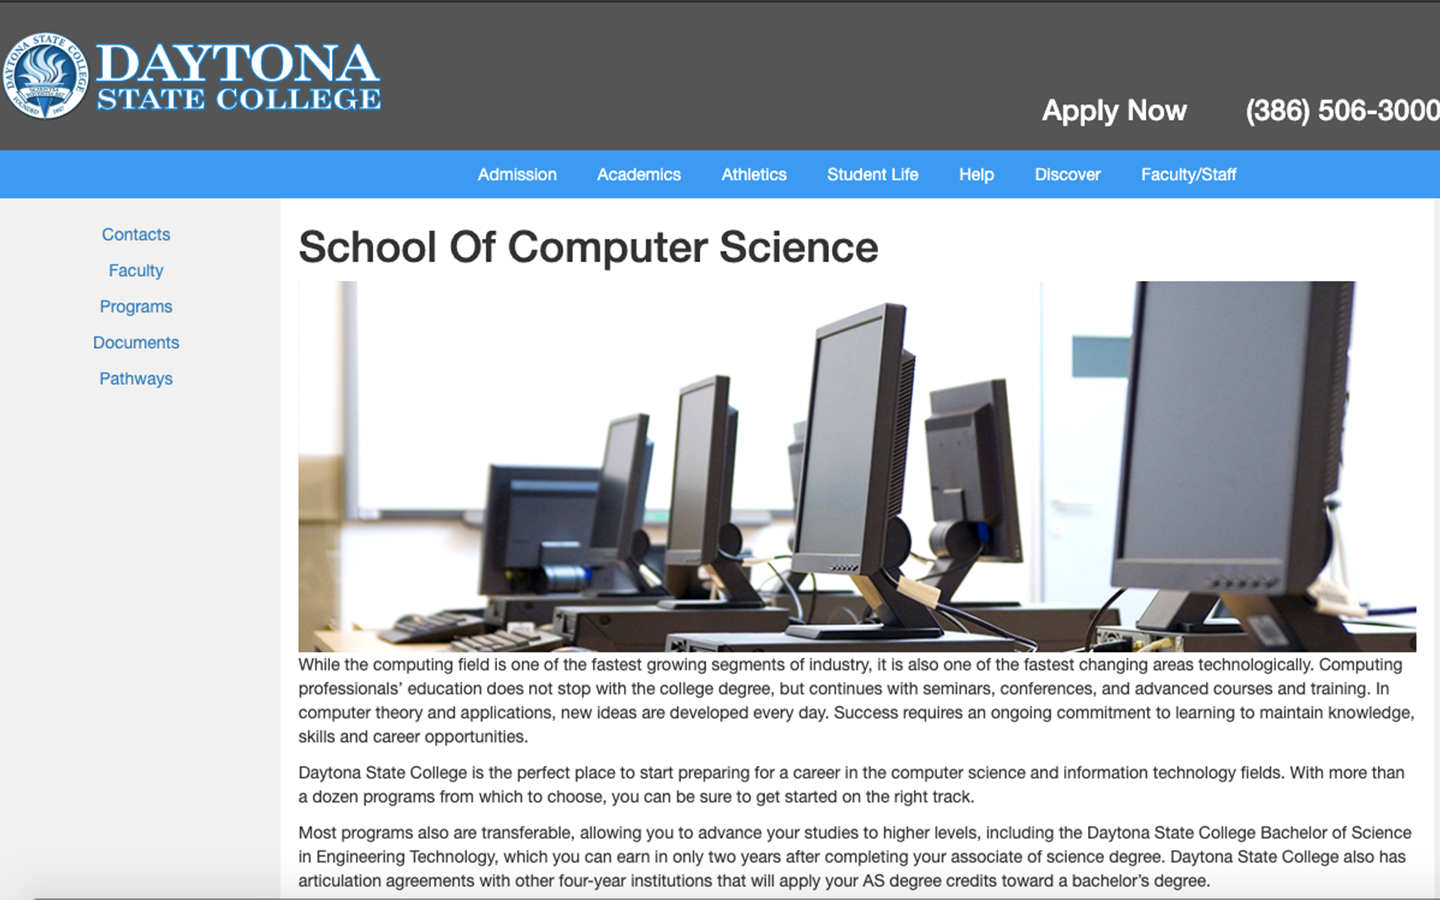 DAYTONA STATE COLLEGE
DAYTONA
STATE COLLEGE
Apply Now (386) 506-3000
Admission Academics Athletics Student Life Help Discover Faculty/Staff
Contacts
Faculty
Programs
Documents
Pathways
School Of Computer Science
While the computing field is one of the fastest growing segments of industry, it is also one of the fastest changing areas technologically. Computing
professionals’ education does not stop with the college degree, but continues with seminars, conferences, and advanced courses and training. In
computer theory and applications, new ideas are developed every day. Success requires an ongoing commitment to learning to maintain knowledge,
skills and career opportunities.
Daytona State College is the perfect place to start preparing for a career in the computer science and information technology fields. With more than
a dozen programs from which to choose, you can be sure to get started on the right track.
Most programs also are transferable, allowing you to advance your studies to higher levels, including the Daytona State College Bachelor of Science
in Engineering Technology, which you can earn in only two years after completing your associate of science degree. Daytona State College also has
articulation agreements with other four-year institutions that will apply your AS degree credits toward a bachelor’s degree.